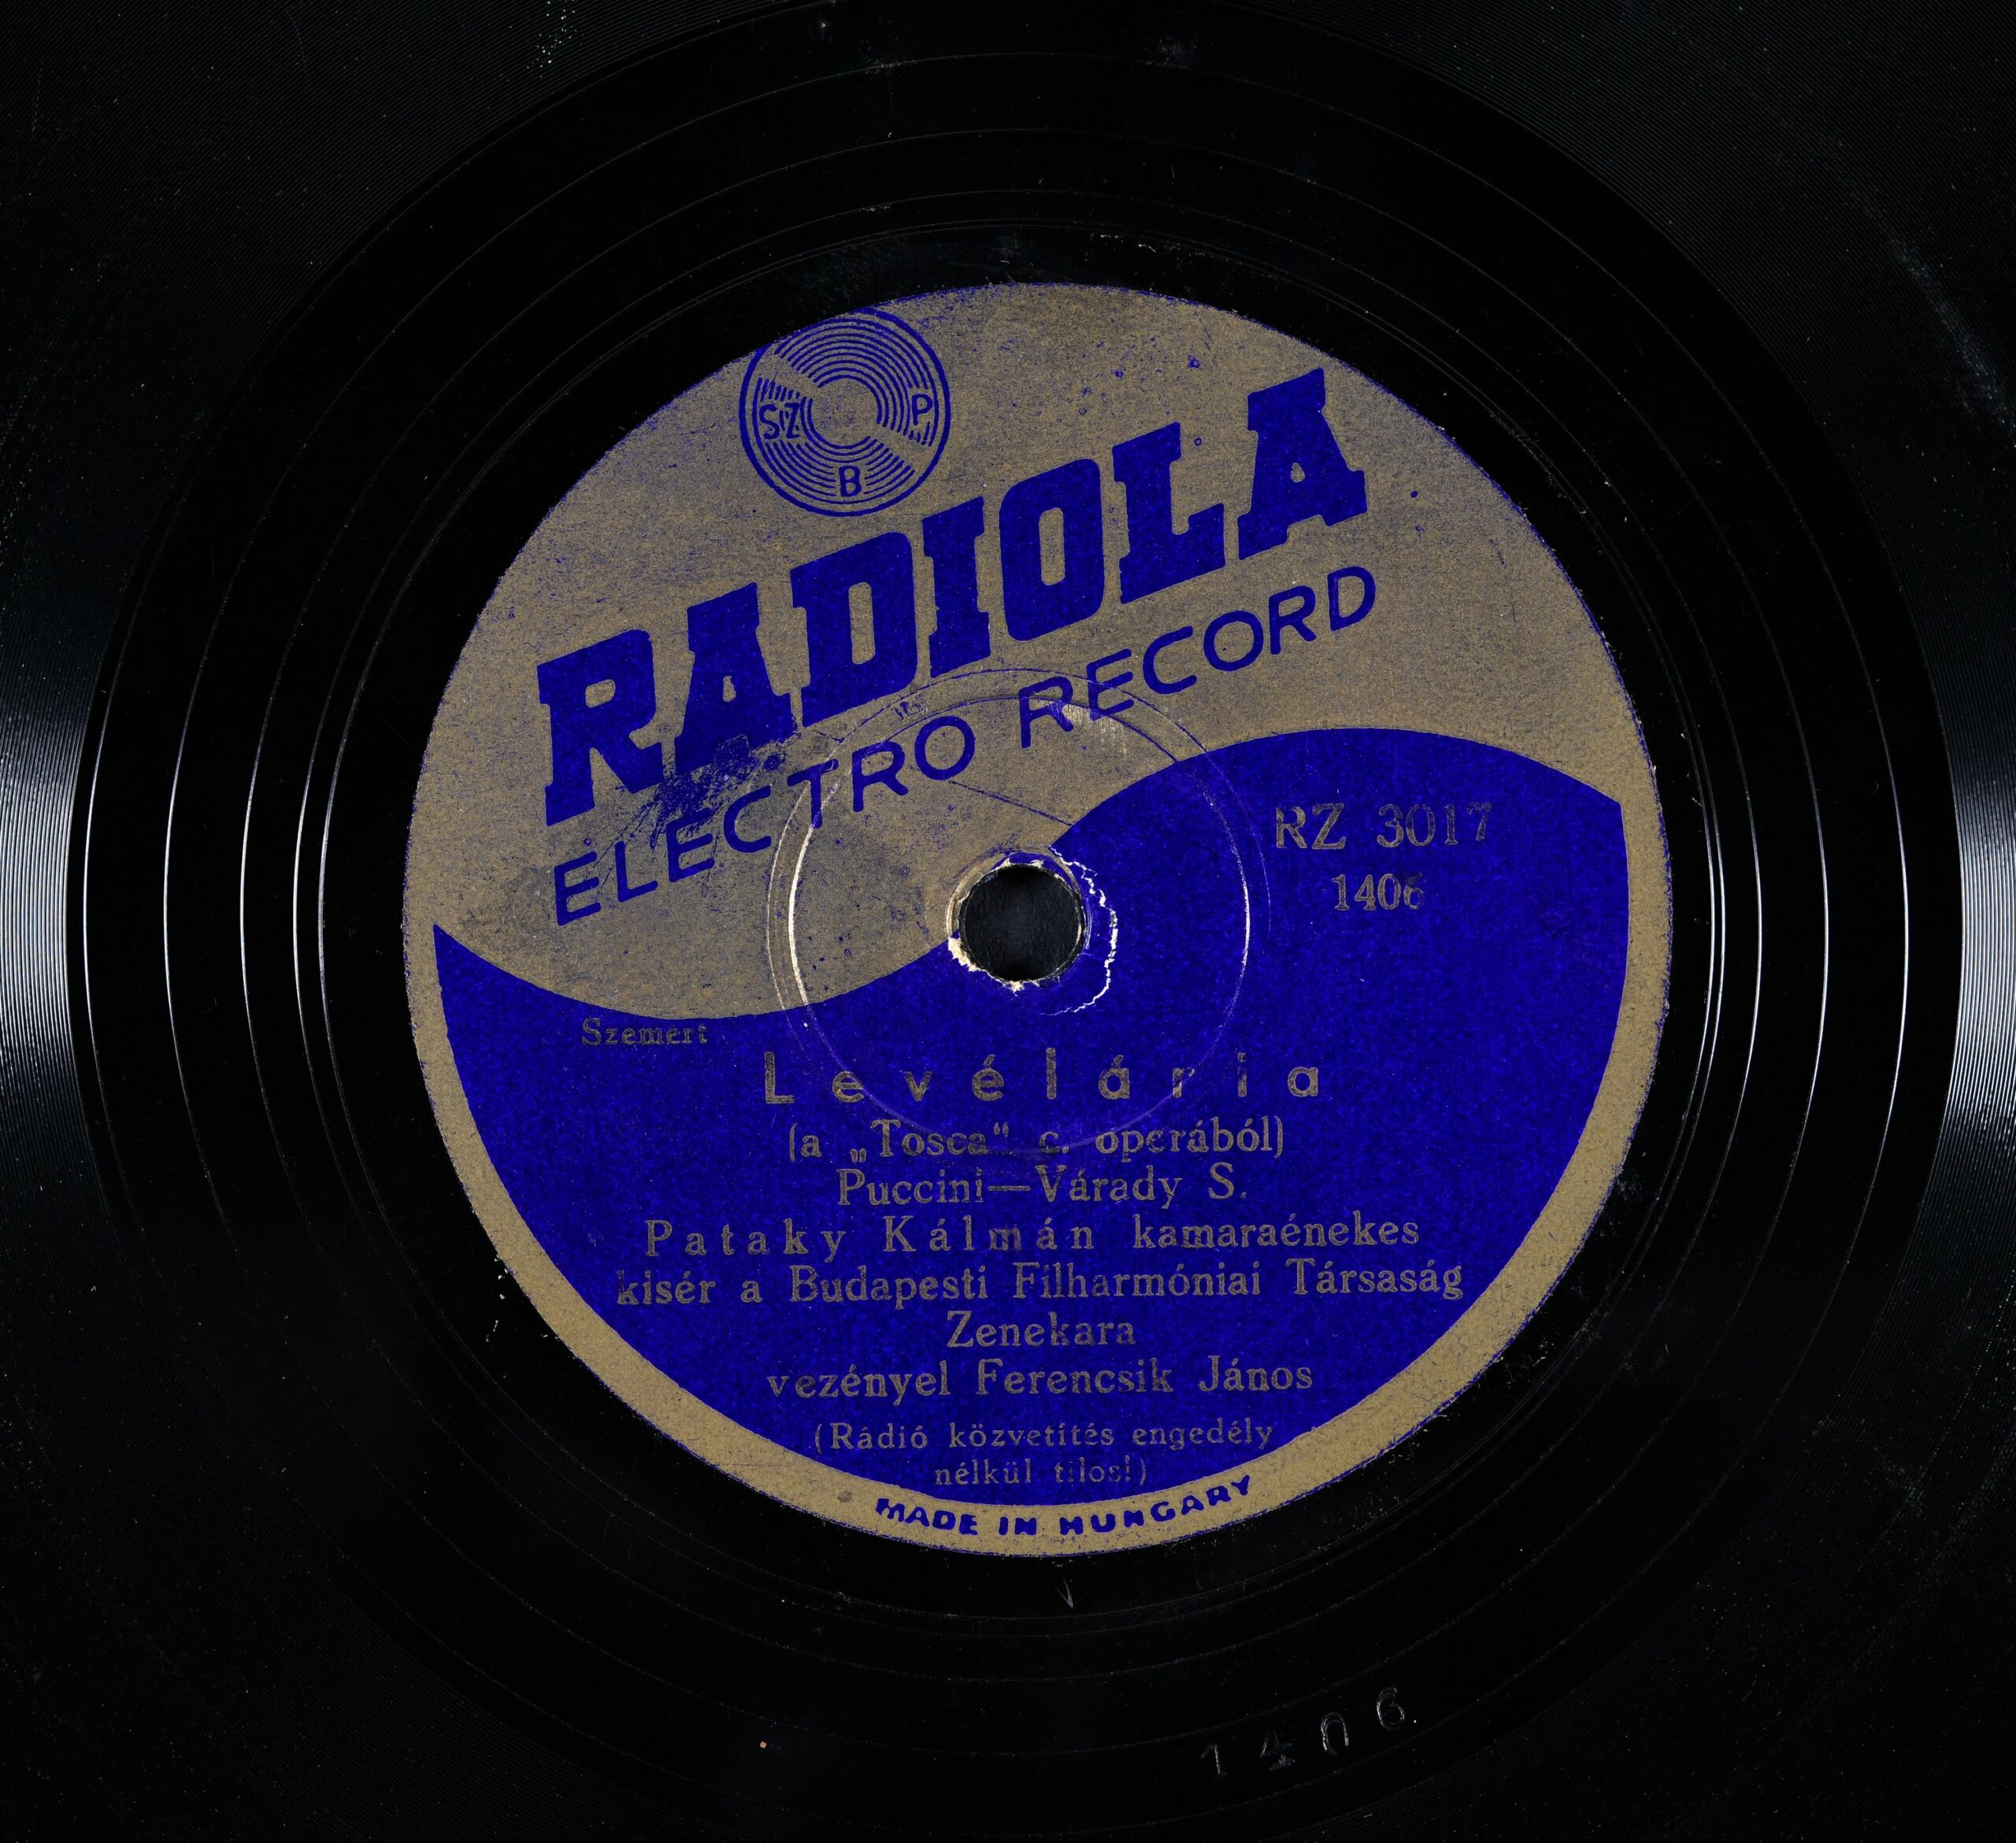 SZ P
B
RADIOLA
ELECTRO RECORD
RZ 3017
1406
Szemert
Levélária
(a „Tosca“ c. operából)
Puccini—Várady S.
Pataky Kálmán kamaraénekes
kisér a Budapesti Filharmóniai Társaság
Zenekara
vezényel Ferencsik János
(Rádió közvetítés engedély
nélkül tilos!)
MADE IN HUNGARY
1406